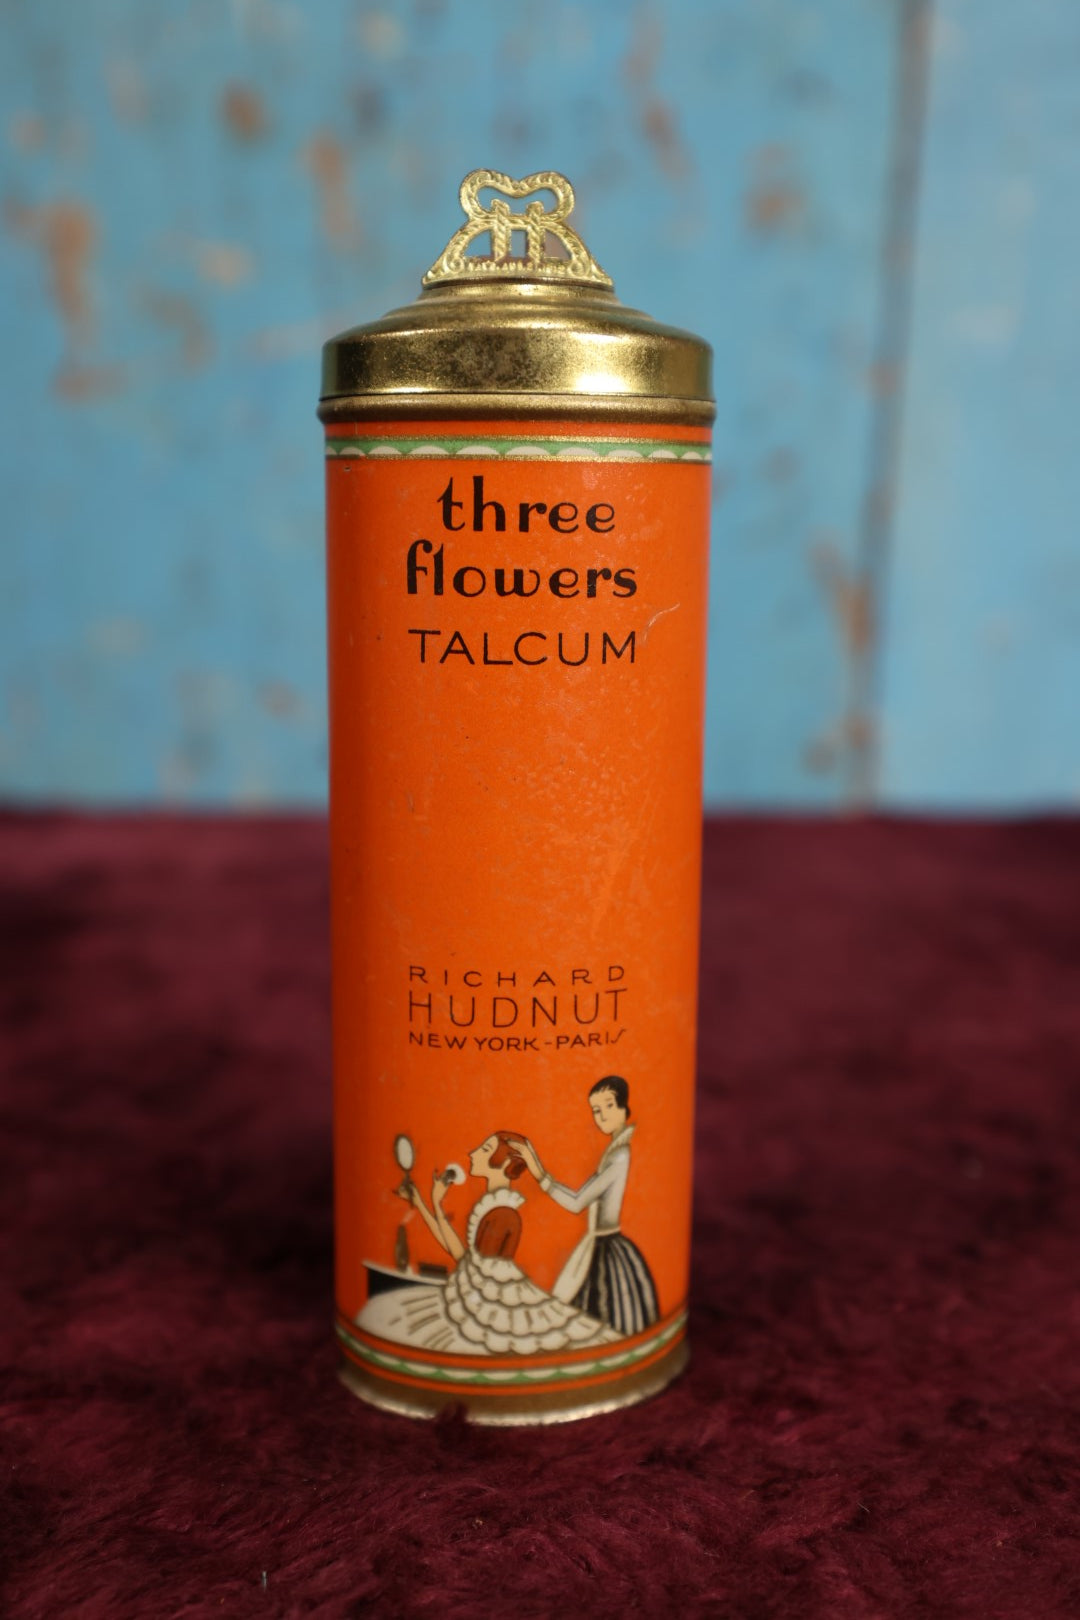 three
flowers
TALCUM
RICHARD
HUDNUT
NEW YORK-PARIS